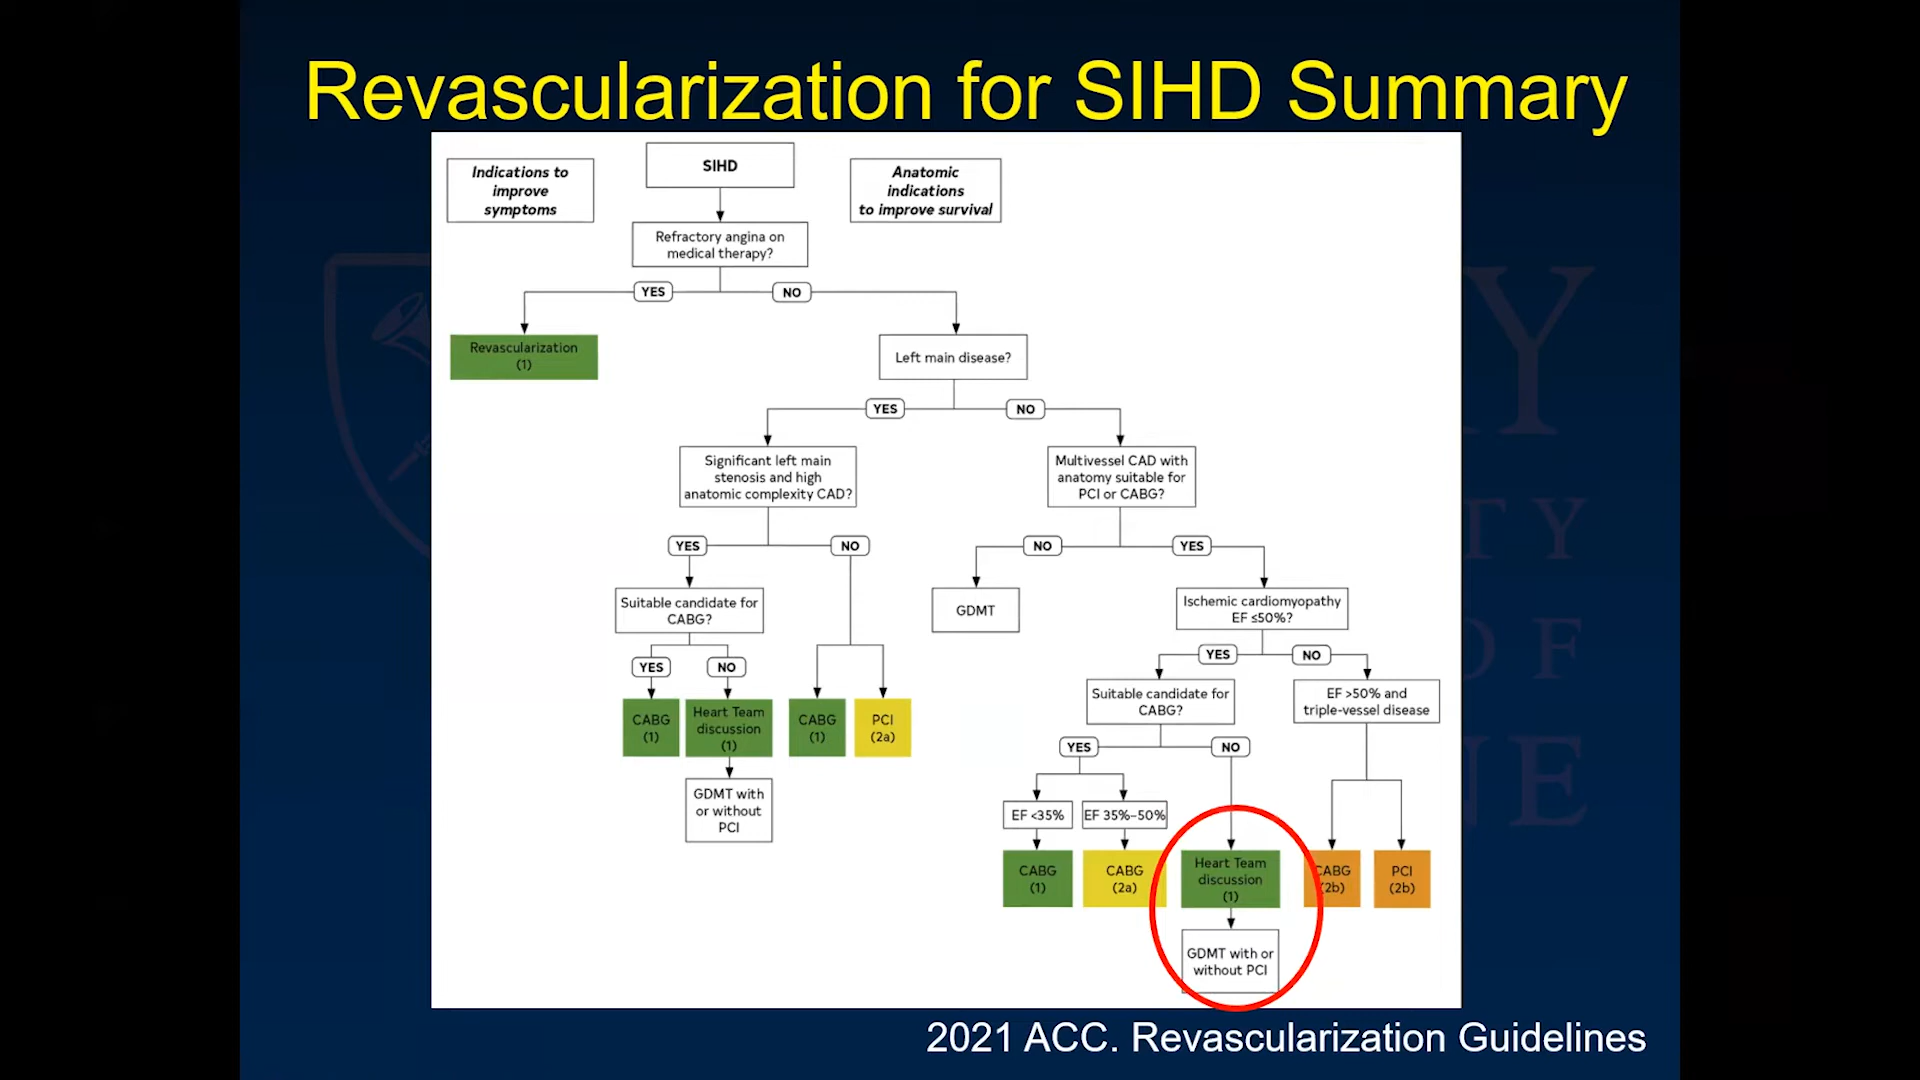 Revascularization for SIHD Summary
Indications to
improve
symptoms
SIHD
Anatomic
indications
to improve survival
Refractory angina on
medical therapy?
YES
NO
Revascularization
(1)
Left main disease?
YES
NO
Significant left main
stenosis and high
anatomic complexity CAD?
Multivessel CAD with
anatomy suitable for
PCI or CABG?
YES
NO
NO
YES
Suitable candidate for
CABG?
GDMT
Ischemic cardiomyopathy
EF ≤50%?
YES
NO
YES
NO
CABG
(1)
Heart Team
discussion
(1)
CABG
(1)
PCI
(2a)
Suitable candidate for
CABG?
EF >50% and
triple-vessel disease
GDMT with
or without
PCI
YES
NO
EF <35%
EF 35%–50%
CABG
(1)
CABG
(2a)
Heart Team
discussion
(1)
CABG
(2b)
PCI
(2b)
GDMT with or
without PCI
2021 ACC. Revascularization Guidelines